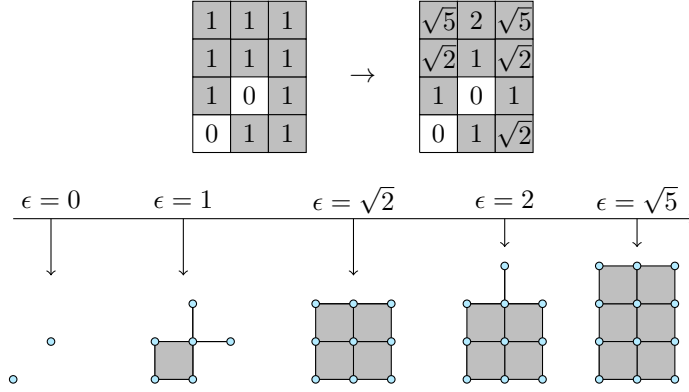 1 1 1 √5 2 √5
1 1 1 √2 1 √2
1 0 1 → 1 0 1
0 1 1 0 1 √2
ϵ = 0 ϵ = 1 ϵ = √2 ϵ = 2 ϵ = √5